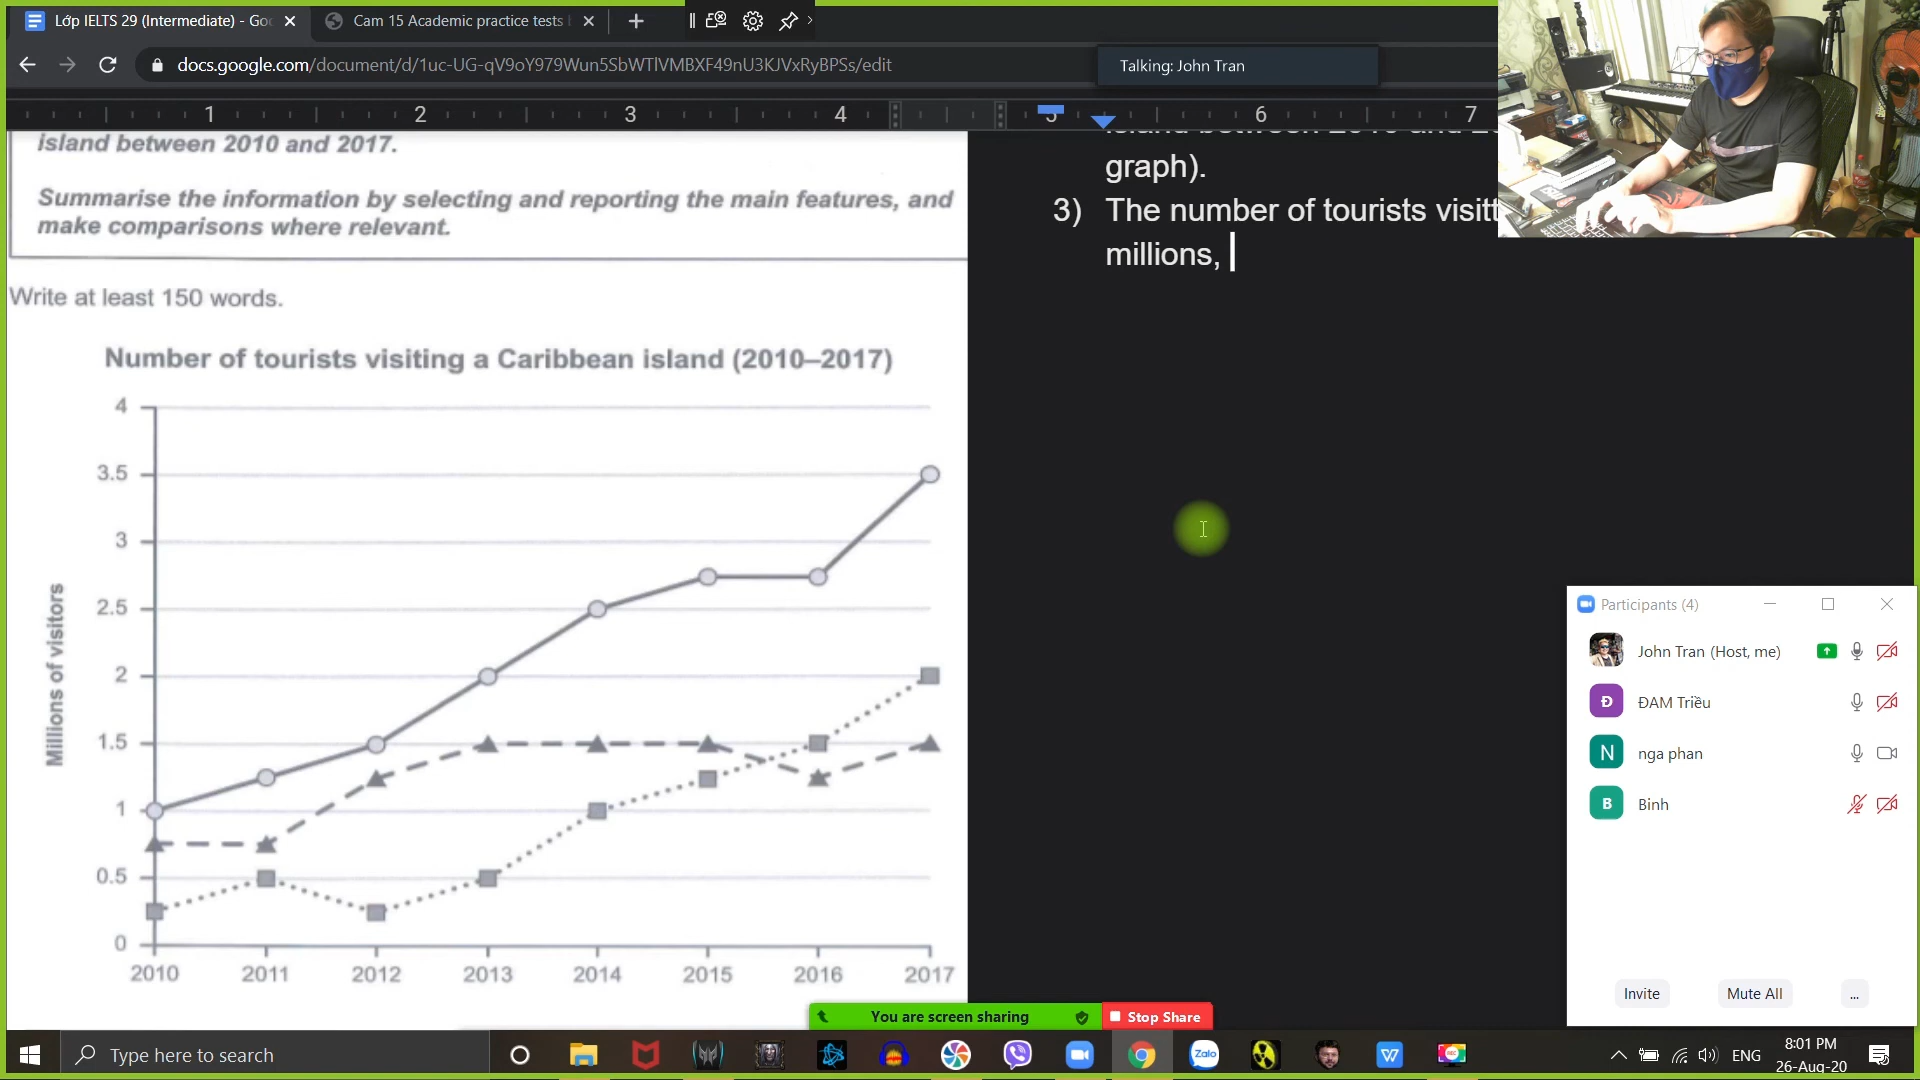 Lớp IELTS 29 (Intermediate) - Goo
Cam 15 Academic practice tests
docs.google.com/document/d/1uc-UG-qV9oY979Wun5SbWTlVMBXF49nU3KJVxRyBPSs/edit
Talking: John Tran
1 2 3 4 5 6 7
island between 2010 and 2017.
Summarise the information by selecting and reporting the main features, and
make comparisons where relevant.
Write at least 150 words.
Number of tourists visiting a Caribbean island (2010–2017)
4
3.5
3
2.5
2
1.5
1
0.5
0
Millions of visitors
2010 2011 2012 2013 2014 2015 2016 2017
graph).
3) The number of tourists visitt
millions,
Participants (4)
John Tran (Host, me)
Đ ĐAM Triều
N nga phan
B Binh
Invite Mute All ...
You are screen sharing Stop Share
Type here to search
Zalo
W
ENG
8:01 PM
26-Aug-20